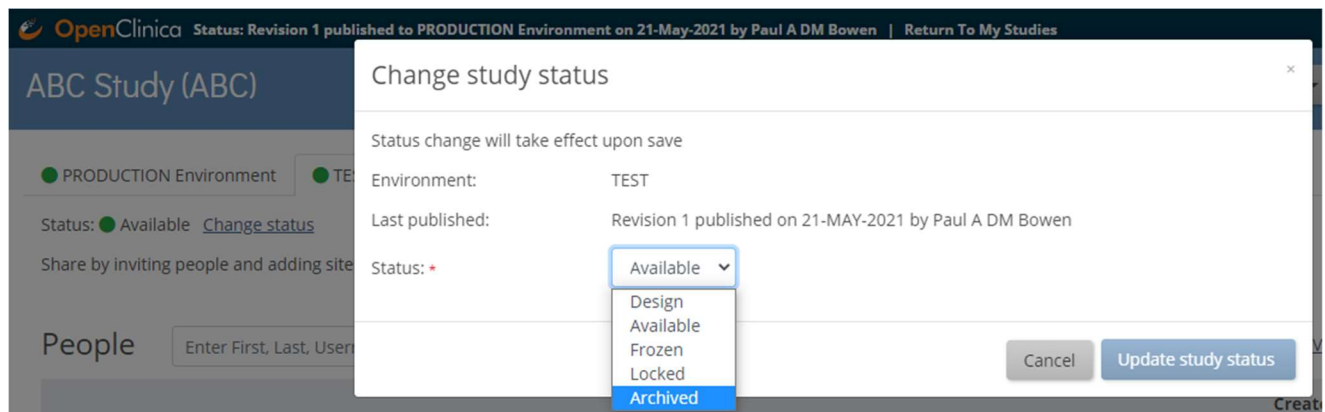 OpenClinica Status: Revision 1 published to PRODUCTION Environment on 21-May-2021 by Paul A DM Bowen | Return To My Studies
ABC Study (ABC)
Change study status
×
Status change will take effect upon save
PRODUCTION Environment
Environment: TEST
Status: Available Change status
Last published: Revision 1 published on 21-MAY-2021 by Paul A DM Bowen
Share by inviting people and adding site
Status: * Available
Design
Available
Frozen
Locked
Archived
People
Enter First, Last,
Cancel
Update study status